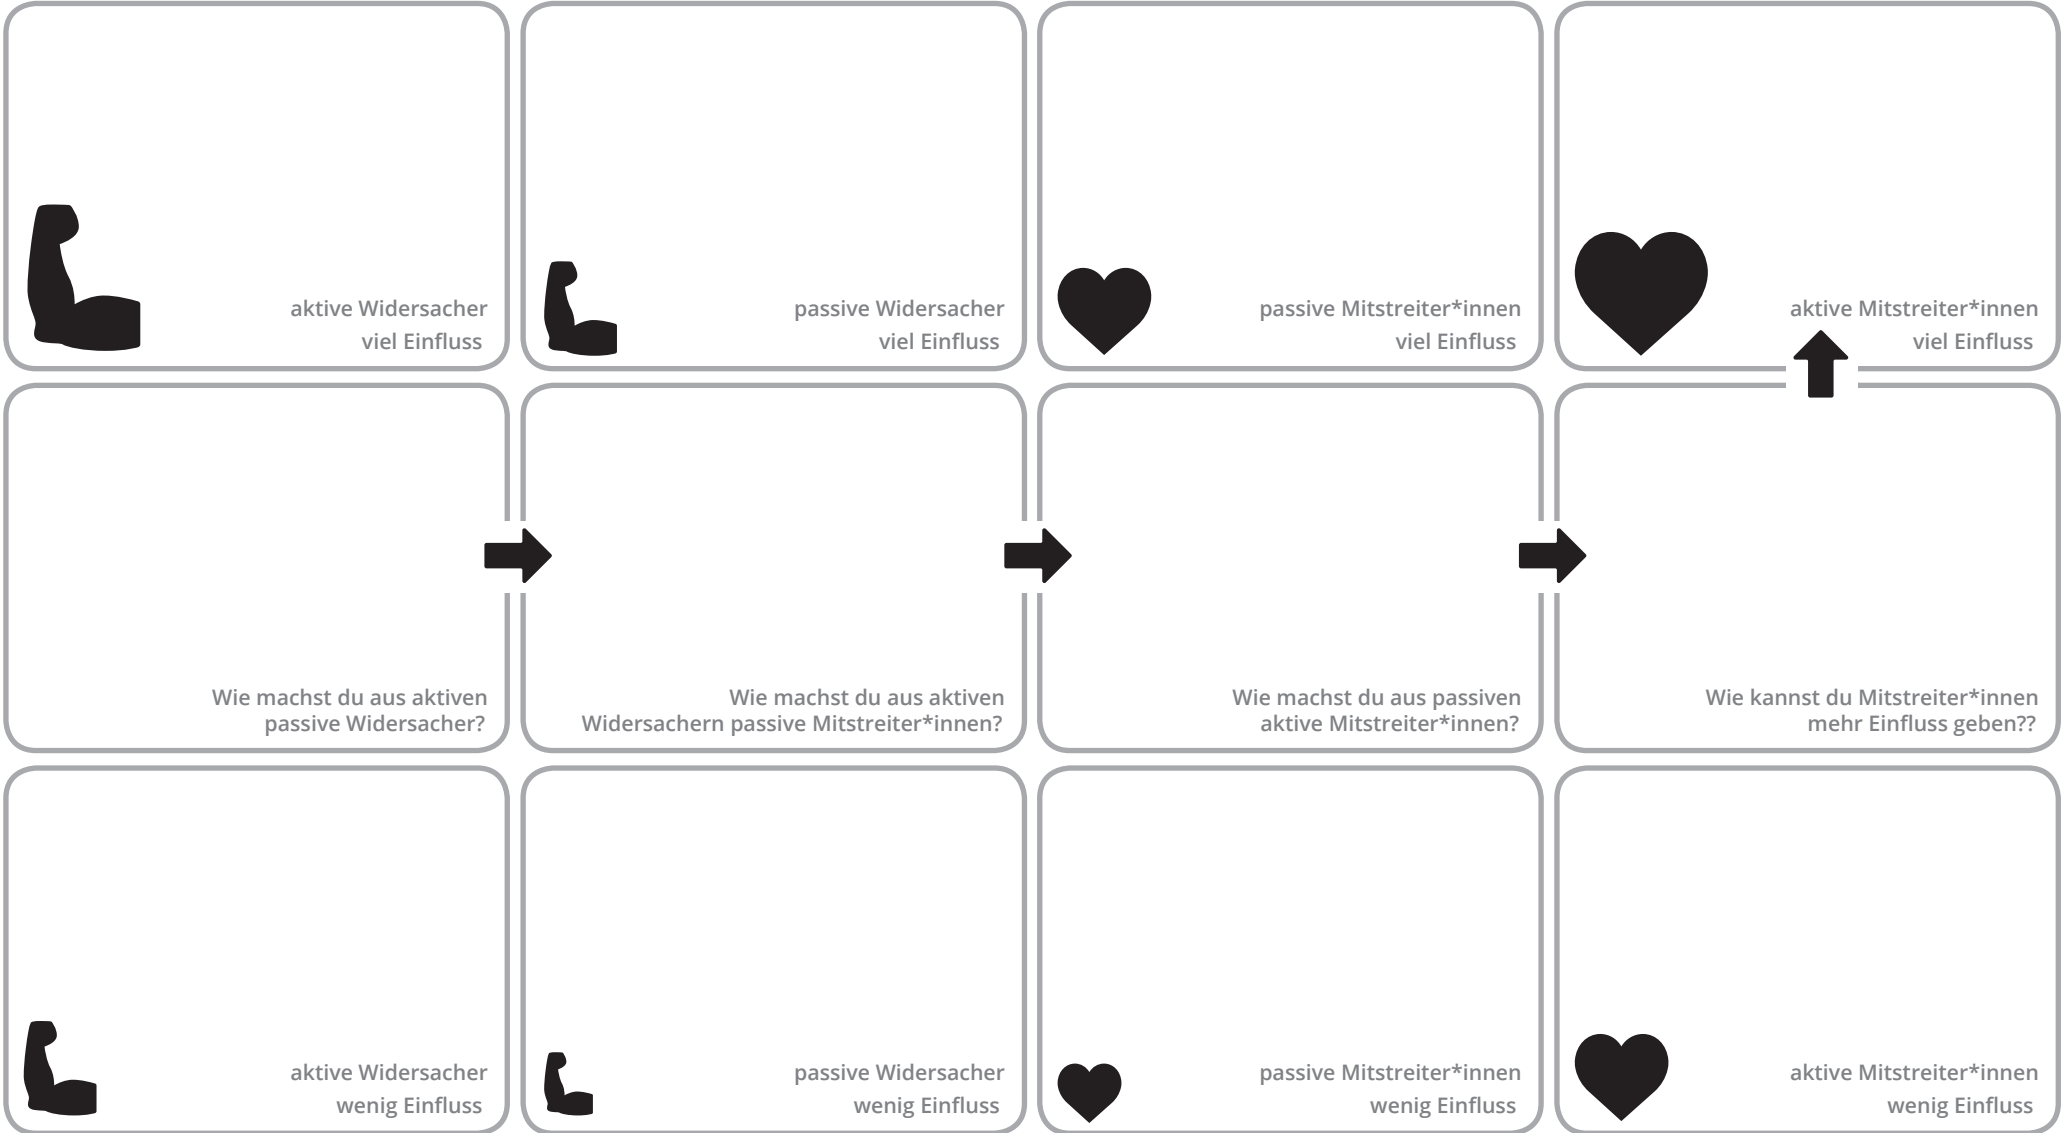 aktive Widersacher
viel Einfluss
passive Widersacher
viel Einfluss
passive Mitstreiter*innen
viel Einfluss
aktive Mitstreiter*innen
viel Einfluss
Wie machst du aus aktiven
passive Widersacher?
Wie machst du aus aktiven
Widersachern passive Mitstreiter*innen?
Wie machst du aus passiven
aktive Mitstreiter*innen?
Wie kannst du Mitstreiter*innen
mehr Einfluss geben??
aktive Widersacher
wenig Einfluss
passive Widersacher
wenig Einfluss
passive Mitstreiter*innen
wenig Einfluss
aktive Mitstreiter*innen
wenig Einfluss